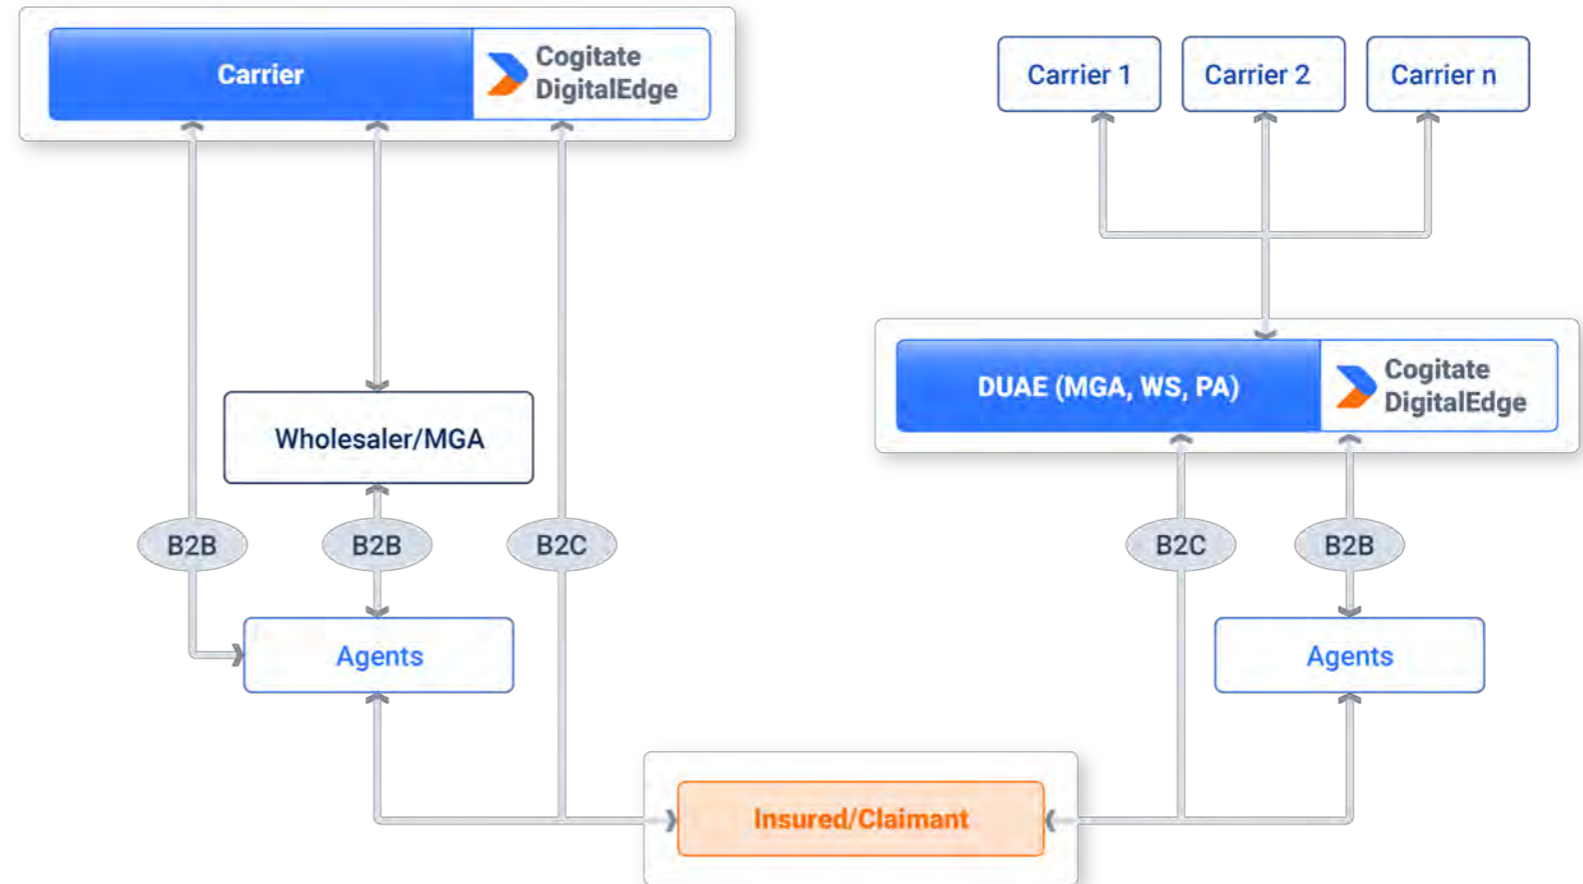 Carrier
Cogitate
DigitalEdge
Carrier 1
Carrier 2
Carrier n
DUAE (MGA, WS, PA)
Cogitate
DigitalEdge
Wholesaler/MGA
B2B
B2B
B2C
B2C
B2B
Agents
Agents
Insured/Claimant